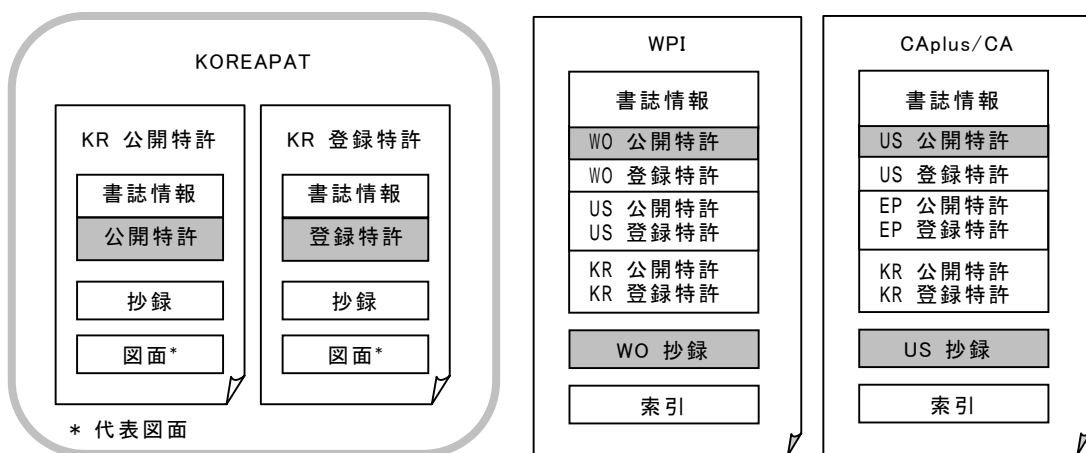 KOREAPAT
KR 公開特許
書誌情報
公開特許
抄録
図面*
KR 登録特許
書誌情報
登録特許
抄録
図面*
* 代表図面
WPI
書誌情報
WO 公開特許
WO 登録特許
US 公開特許
US 登録特許
KR 公開特許
KR 登録特許
WO 抄録
索引
CAplus/CA
書誌情報
US 公開特許
US 登録特許
EP 公開特許
EP 登録特許
KR 公開特許
KR 登録特許
US 抄録
索引